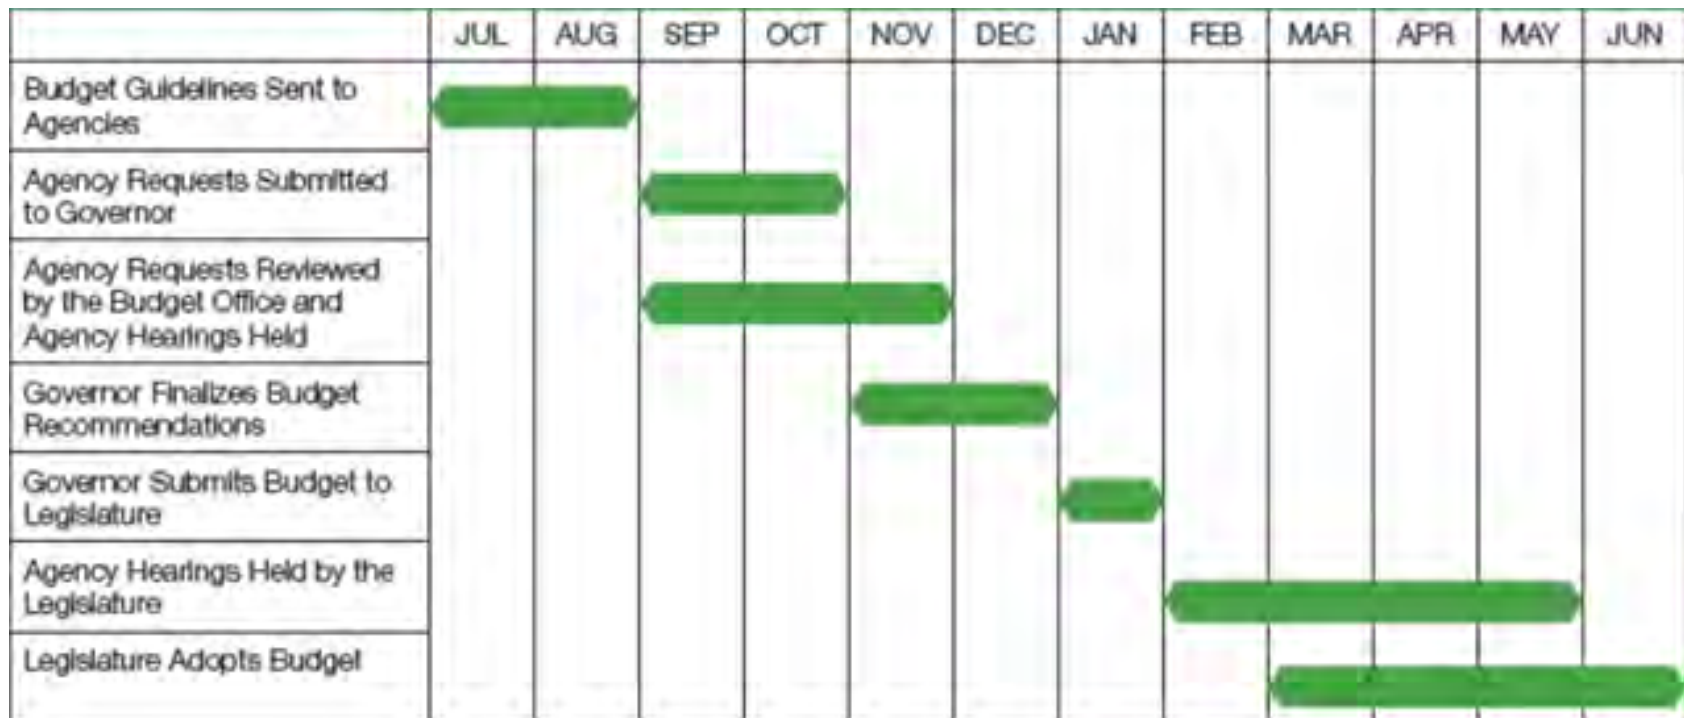 JUL AUG SEP OCT NOV DEC JAN FEB MAR APR MAY JUN
Budget Guidelines Sent to
Agencies
Agency Requests Submitted
to Governor
Agency Requests Reviewed
by the Budget Office and
Agency Hearings Held
Governor Finalizes Budget
Recommendations
Governor Submits Budget to
Legislature
Agency Hearings Held by the
Legislature
Legislature Adopts Budget